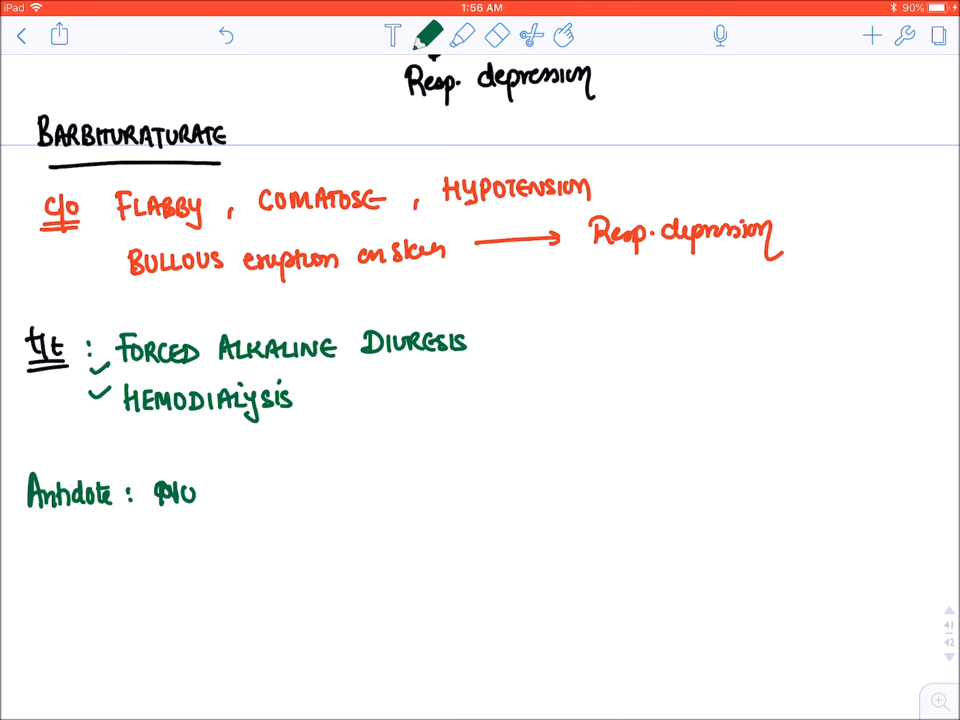 iPad 1:56 AM 90%
T
Resp. depression
BARBITURATURATE
c/o FLABBY , COMATOSE , HYPOTENSION
BULLOUS eruption on skin → Resp. depression
t/t : FORCED ALKALINE DIURESIS
HEMODIALYSIS
Antidote : NO
41
42